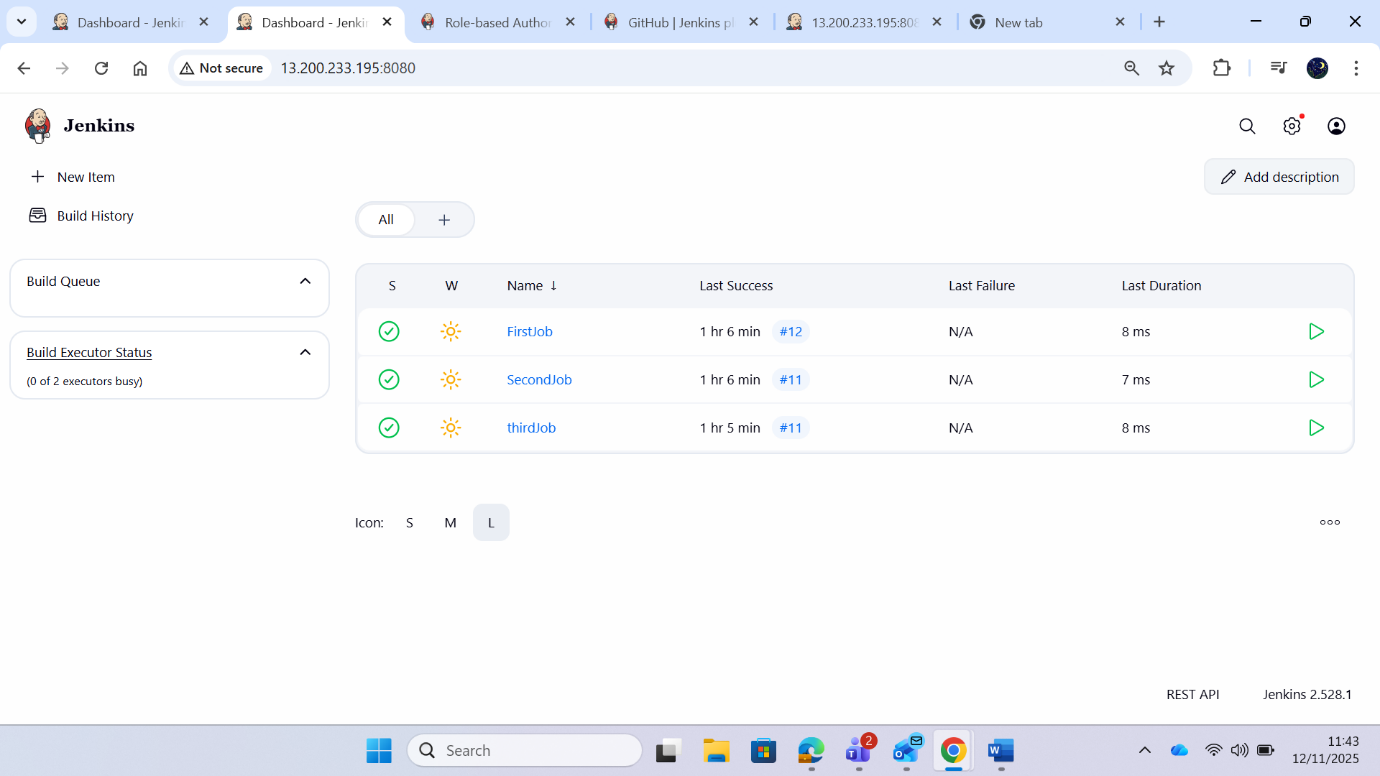 Dashboard - Jenkin
Dashboard - Jenkin
Role-based Author
GitHub | Jenkins pl
13.200.233.195:808
New tab
Not secure 13.200.233.195:8080
Jenkins
New Item
Add description
Build History
All +
Build Queue
Build Executor Status
(0 of 2 executors busy)
S W Name ↓ Last Success Last Failure Last Duration
FirstJob 1 hr 6 min #12 N/A 8 ms
SecondJob 1 hr 6 min #11 N/A 7 ms
thirdJob 1 hr 5 min #11 N/A 8 ms
Icon: S M L
REST API Jenkins 2.528.1
Search
2
11:43
12/11/2025